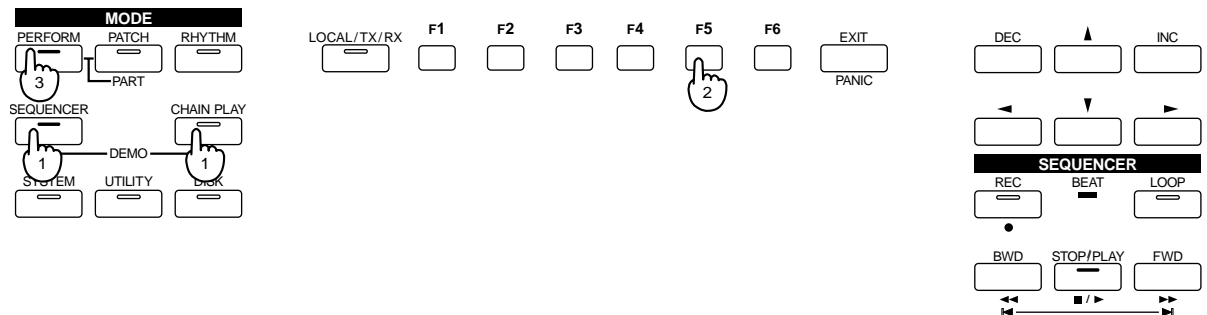 MODE
PERFORM PATCH RHYTHM
3
PART
SEQUENCER CHAIN PLAY
1 DEMO 1
SYSTEM UTILITY DISK
LOCAL/TX/RX F1 F2 F3 F4 F5 F6 EXIT
2
PANIC
DEC ▲ INC
◄ ▼ ►
SEQUENCER
REC BEAT LOOP
●
BWD STOP/PLAY FWD
◄◄ ■/► ►►